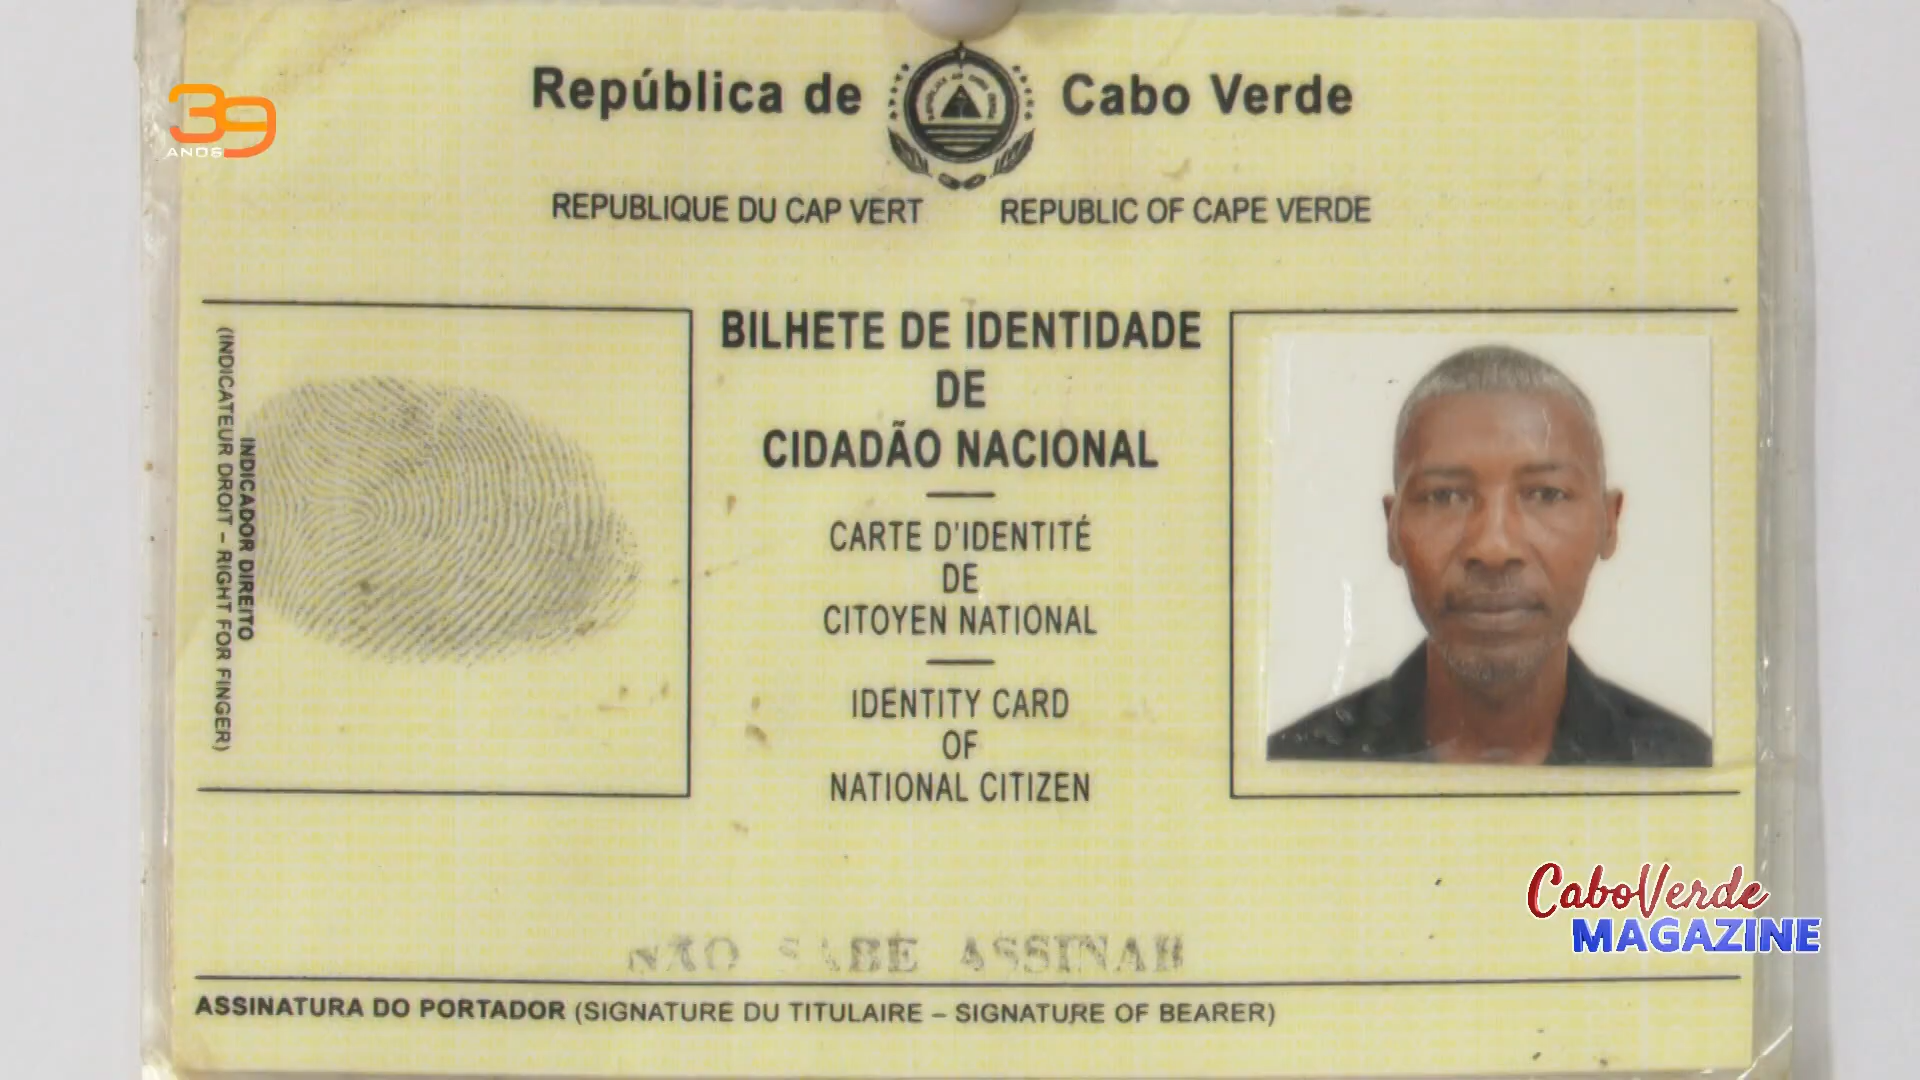 39
ANOS
República de Cabo Verde
REPUBLIQUE DU CAP VERT REPUBLIC OF CAPE VERDE
BILHETE DE IDENTIDADE
DE
CIDADÃO NACIONAL
CARTE D'IDENTITÉ
DE
CITOYEN NATIONAL
IDENTITY CARD
OF
NATIONAL CITIZEN
INDICADOR DIREITO
(INDICATEUR DROIT – RIGHT FOR FINGER)
NÃO SABE ASSINAR
ASSINATURA DO PORTADOR (SIGNATURE DU TITULAIRE – SIGNATURE OF BEARER)
CaboVerde
MAGAZINE